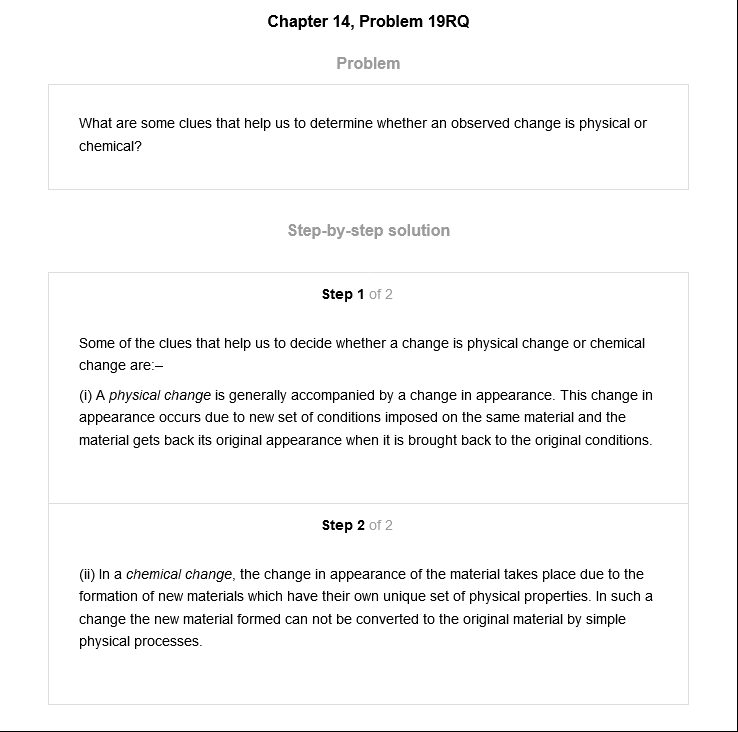 Chapter 14, Problem 19RQ
Problem
What are some clues that help us to determine whether an observed change is physical or
chemical?
Step-by-step solution
Step 1 of 2
Some of the clues that help us to decide whether a change is physical change or chemical
change are:–
(i) A physical change is generally accompanied by a change in appearance. This change in
appearance occurs due to new set of conditions imposed on the same material and the
material gets back its original appearance when it is brought back to the original conditions.
Step 2 of 2
(ii) In a chemical change, the change in appearance of the material takes place due to the
formation of new materials which have their own unique set of physical properties. In such a
change the new material formed can not be converted to the original material by simple
physical processes.